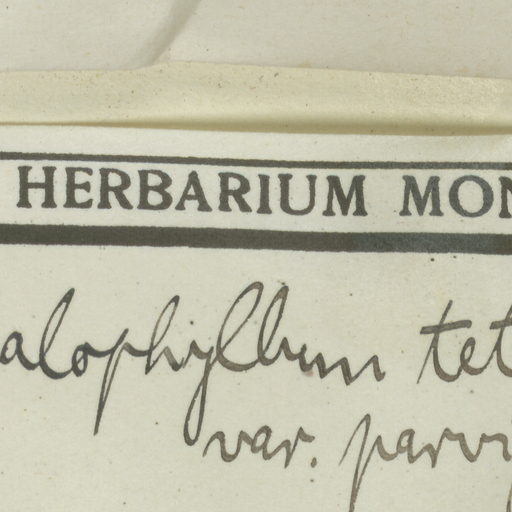 HERBARIUM MON
alophyllum tet
var. parvi